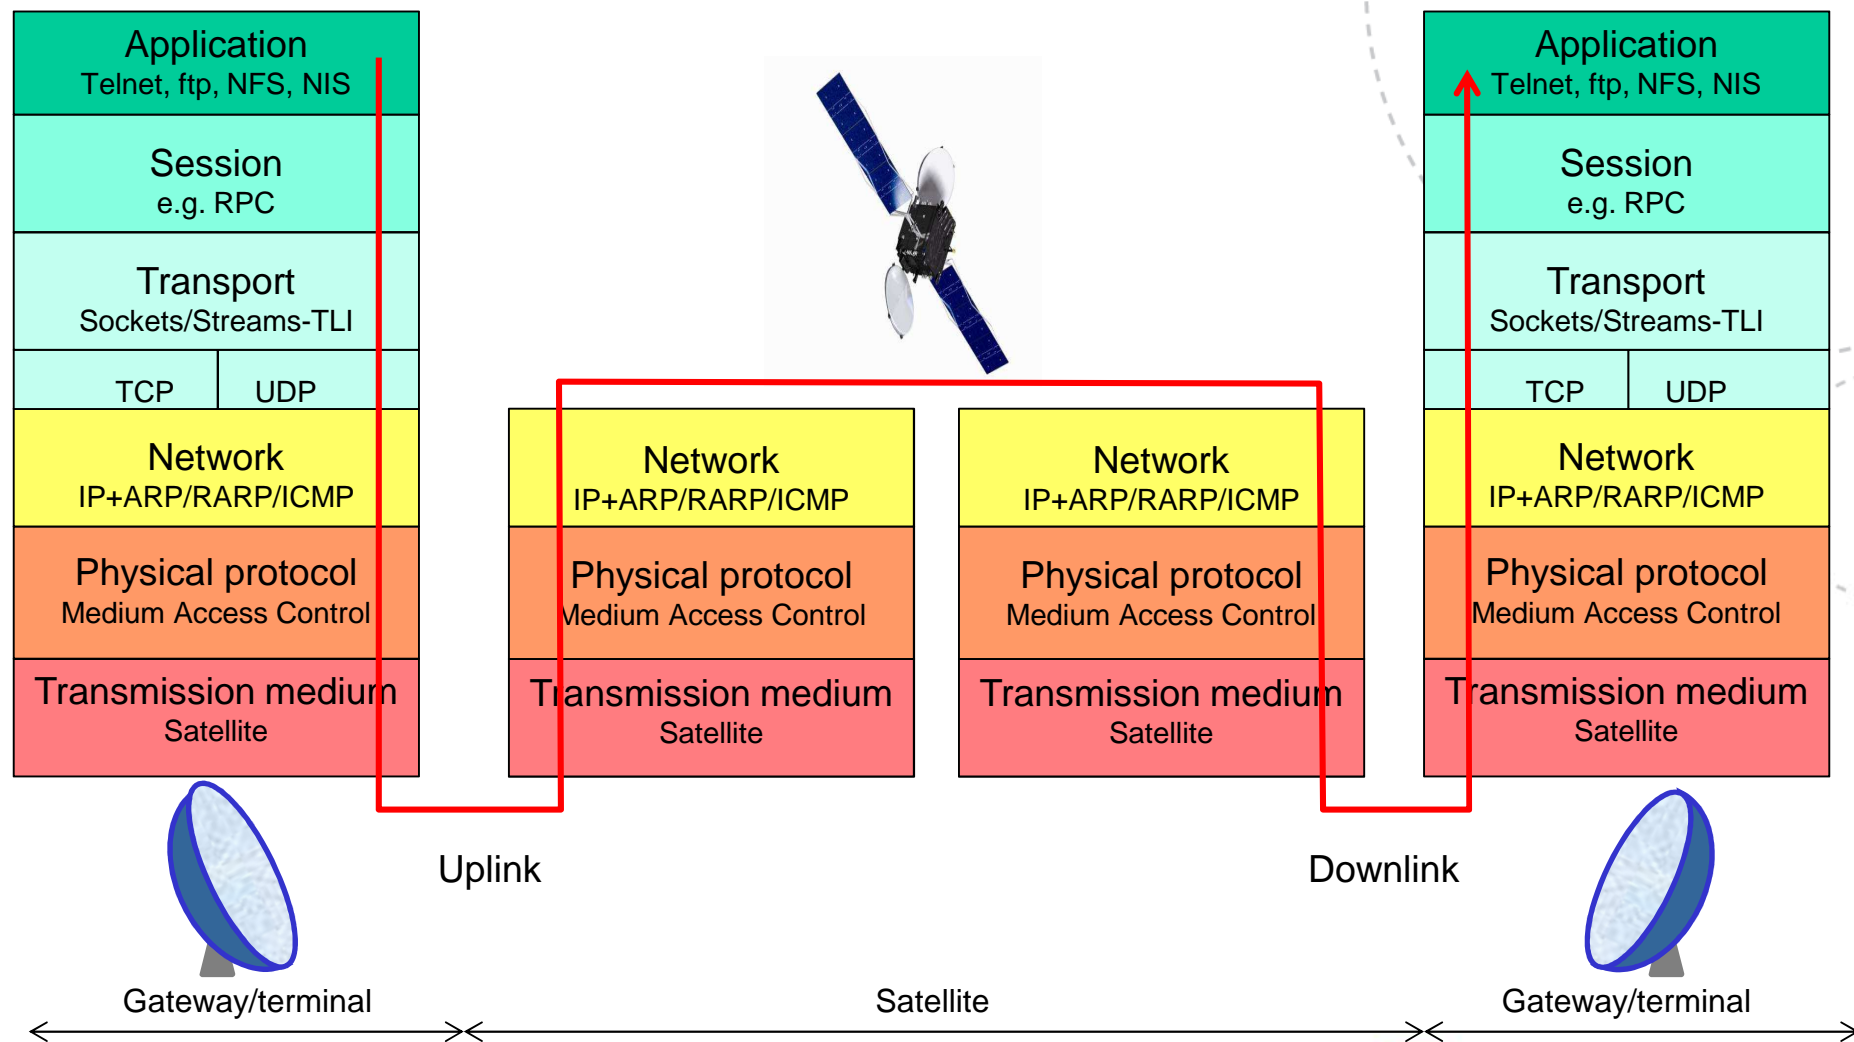 Application
Telnet, ftp, NFS, NIS
Session
e.g. RPC
Transport
Sockets/Streams-TLI
TCP
UDP
Network
IP+ARP/RARP/ICMP
Physical protocol
Medium Access Control
Transmission medium
Satellite
Network
IP+ARP/RARP/ICMP
Physical protocol
Medium Access Control
Transmission medium
Satellite
Network
IP+ARP/RARP/ICMP
Physical protocol
Medium Access Control
Transmission medium
Satellite
Application
Telnet, ftp, NFS, NIS
Session
e.g. RPC
Transport
Sockets/Streams-TLI
TCP
UDP
Network
IP+ARP/RARP/ICMP
Physical protocol
Medium Access Control
Transmission medium
Satellite
Uplink
Downlink
Gateway/terminal
Satellite
Gateway/terminal